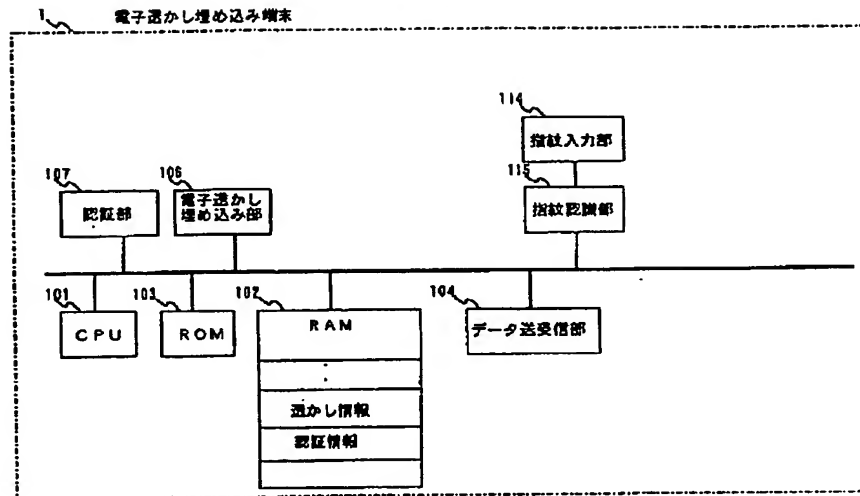 1 電子透かし埋め込み端末
114
指紋入力部
115
指紋認識部
107
認証部
106
電子透かし
埋め込み部
101
CPU
103
ROM
102
RAM
透かし情報
認証情報
104
データ送受信部